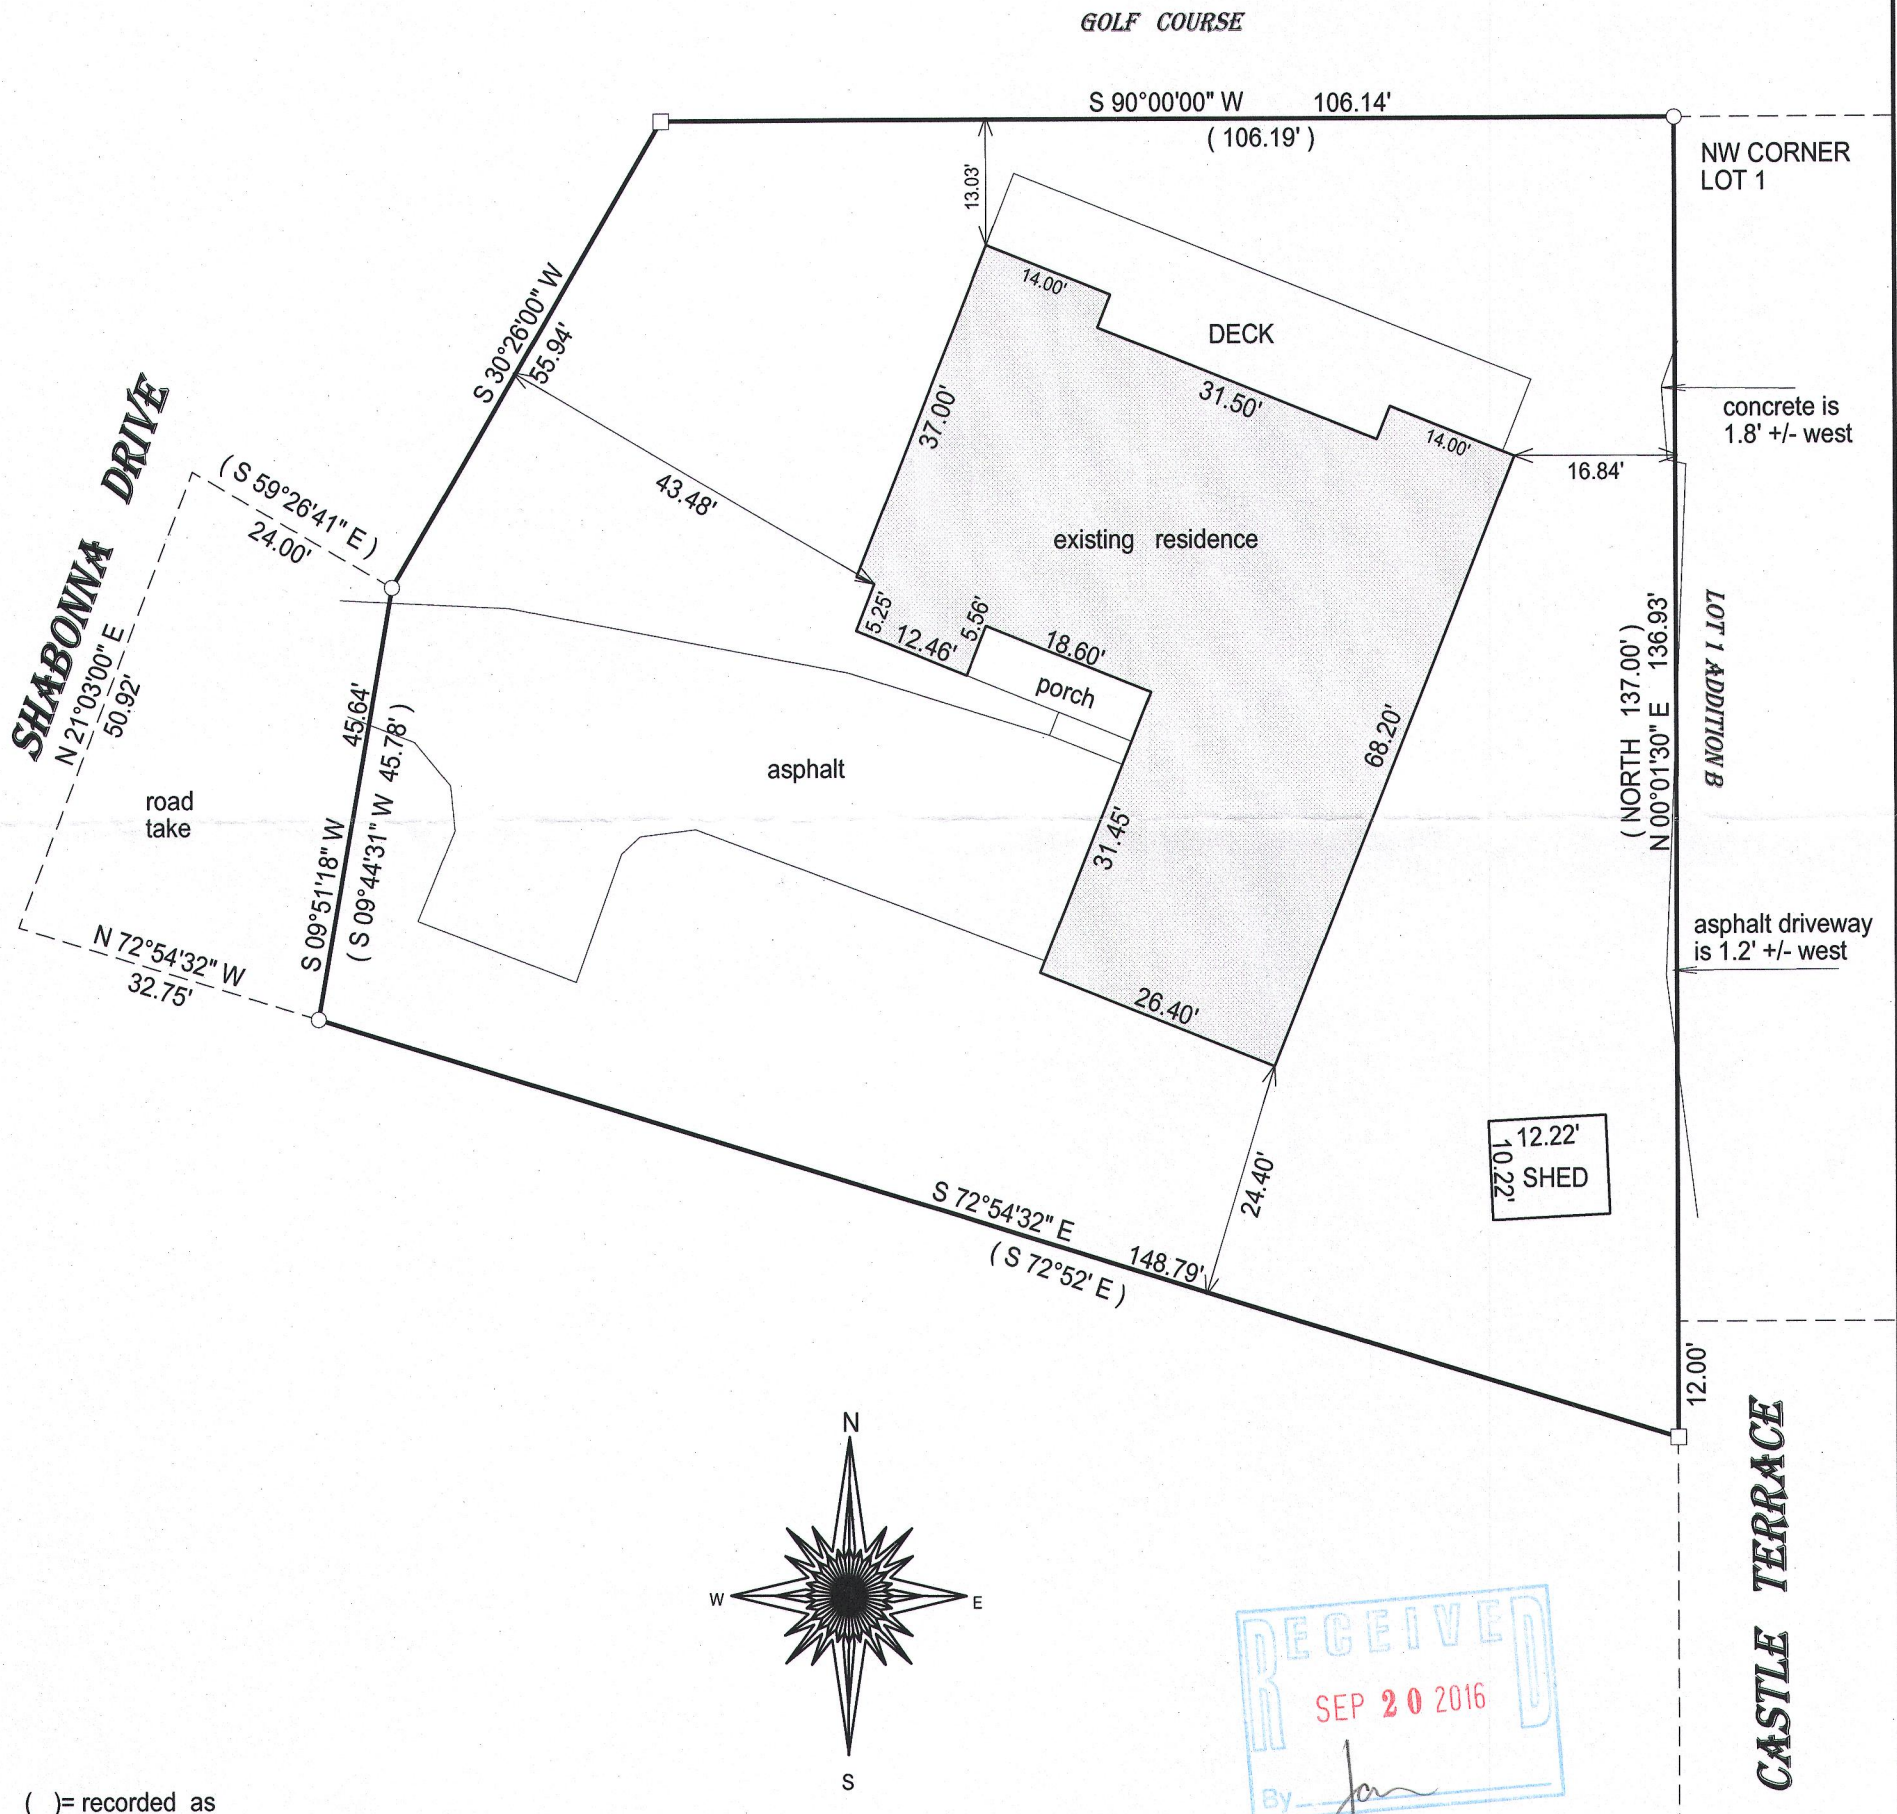 GOLF COURSE
S 90°00'00" W 106.14'
( 106.19' )
NW CORNER
LOT 1
13.03'
14.00'
DECK
31.50'
14.00'
37.00'
S 30°26'00" W
55.94'
concrete is
1.8' +/- west
16.84'
SHABONNA DRIVE
( S 59°26'41" E )
24.00'
43.48'
existing residence
N 21°03'00" E
50.92'
5.25'
12.46'
5.56'
18.60'
porch
( NORTH 137.00' )
N 00°01'30" E 136.93'
LOT 1 ADDITION B
68.20'
45.64'
S 09°51'18" W
( S 09°44'31" W 45.78' )
asphalt
road
take
31.45'
asphalt driveway
is 1.2' +/- west
N 72°54'32" W
32.75'
26.40'
24.40'
12.22'
10.22'
SHED
S 72°54'32" E
148.79'
( S 72°52' E )
12.00'
CASTLE TERRACE
N
W
E
S
RECEIVED
SEP 20 2016
By
( )= recorded as